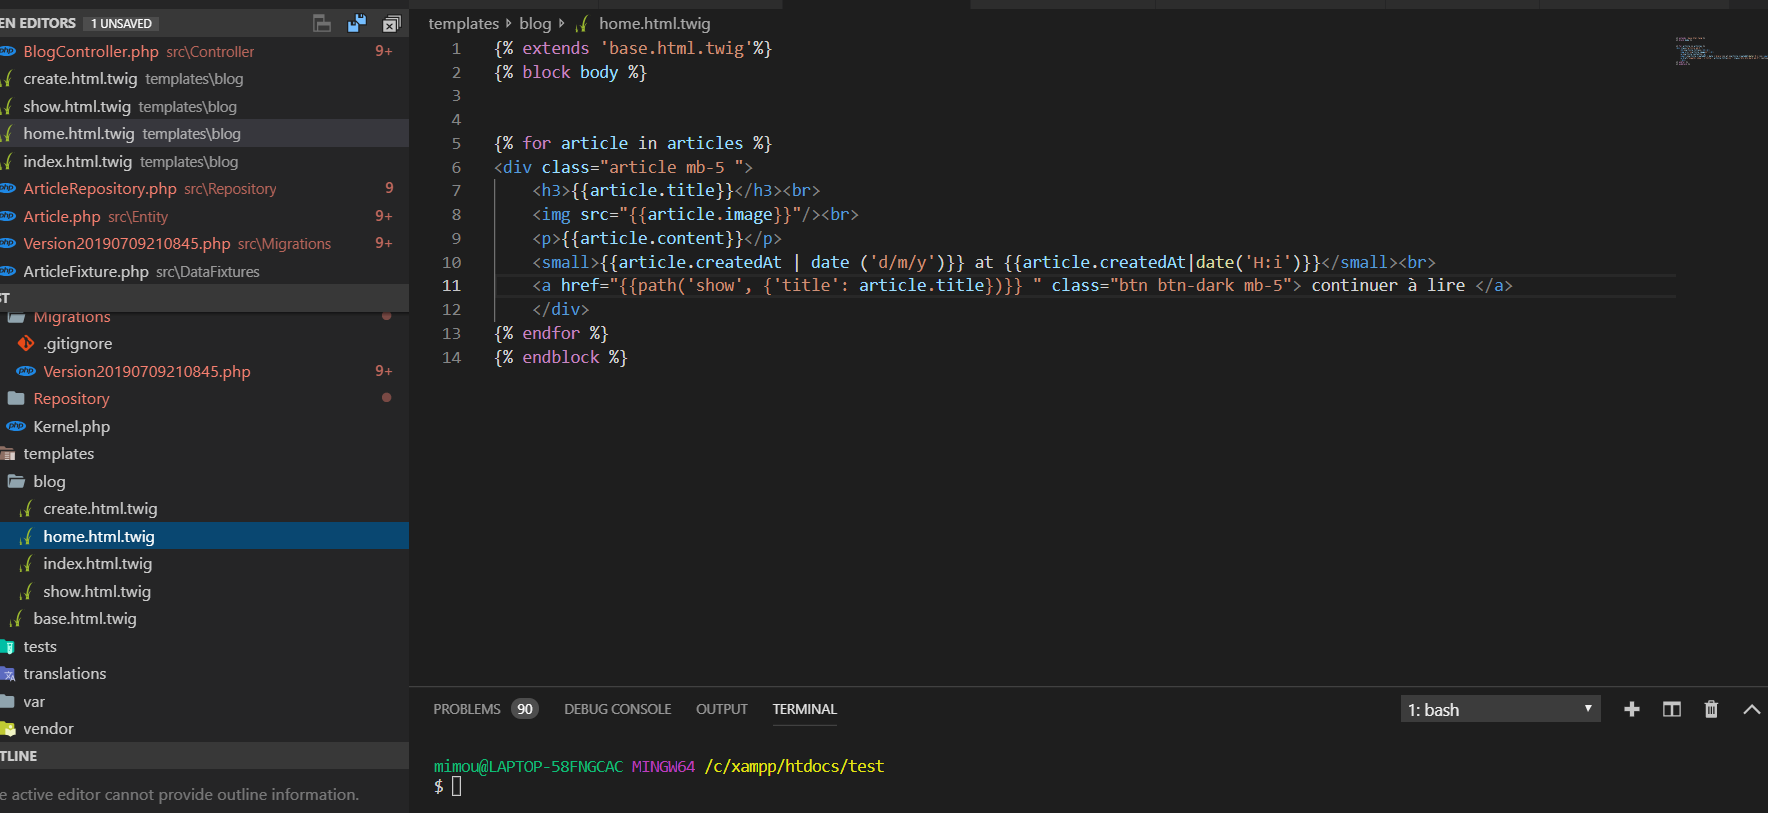 EN EDITORS 1 UNSAVED
BlogController.php src\Controller 9+
create.html.twig templates\blog
show.html.twig templates\blog
home.html.twig templates\blog
index.html.twig templates\blog
ArticleRepository.php src\Repository 9
Article.php src\Entity 9+
Version20190709210845.php src\Migrations 9+
ArticleFixture.php src\DataFixtures
ST
Migrations
.gitignore
Version20190709210845.php 9+
Repository
Kernel.php
templates
blog
create.html.twig
home.html.twig
index.html.twig
show.html.twig
base.html.twig
tests
translations
var
vendor
TLINE
e active editor cannot provide outline information.
templates blog home.html.twig
1 {% extends 'base.html.twig'%}
2 {% block body %}
3
4
5 {% for article in articles %}
6 <div class="article mb-5 ">
7 <h3>{{article.title}}</h3><br>
8 <img src="{{article.image}}"/><br>
9 <p>{{article.content}}</p>
10 <small>{{article.createdAt | date ('d/m/y')}} at {{article.createdAt|date('H:i')}}</small><br>
11 <a href="{{path('show', {'title': article.title})}} " class="btn btn-dark mb-5"> continuer à lire </a>
12 </div>
13 {% endfor %}
14 {% endblock %}
PROBLEMS 90 DEBUG CONSOLE OUTPUT TERMINAL 1: bash
mimou@LAPTOP-58FNGCAC MINGW64 /c/xampp/htdocs/test
$